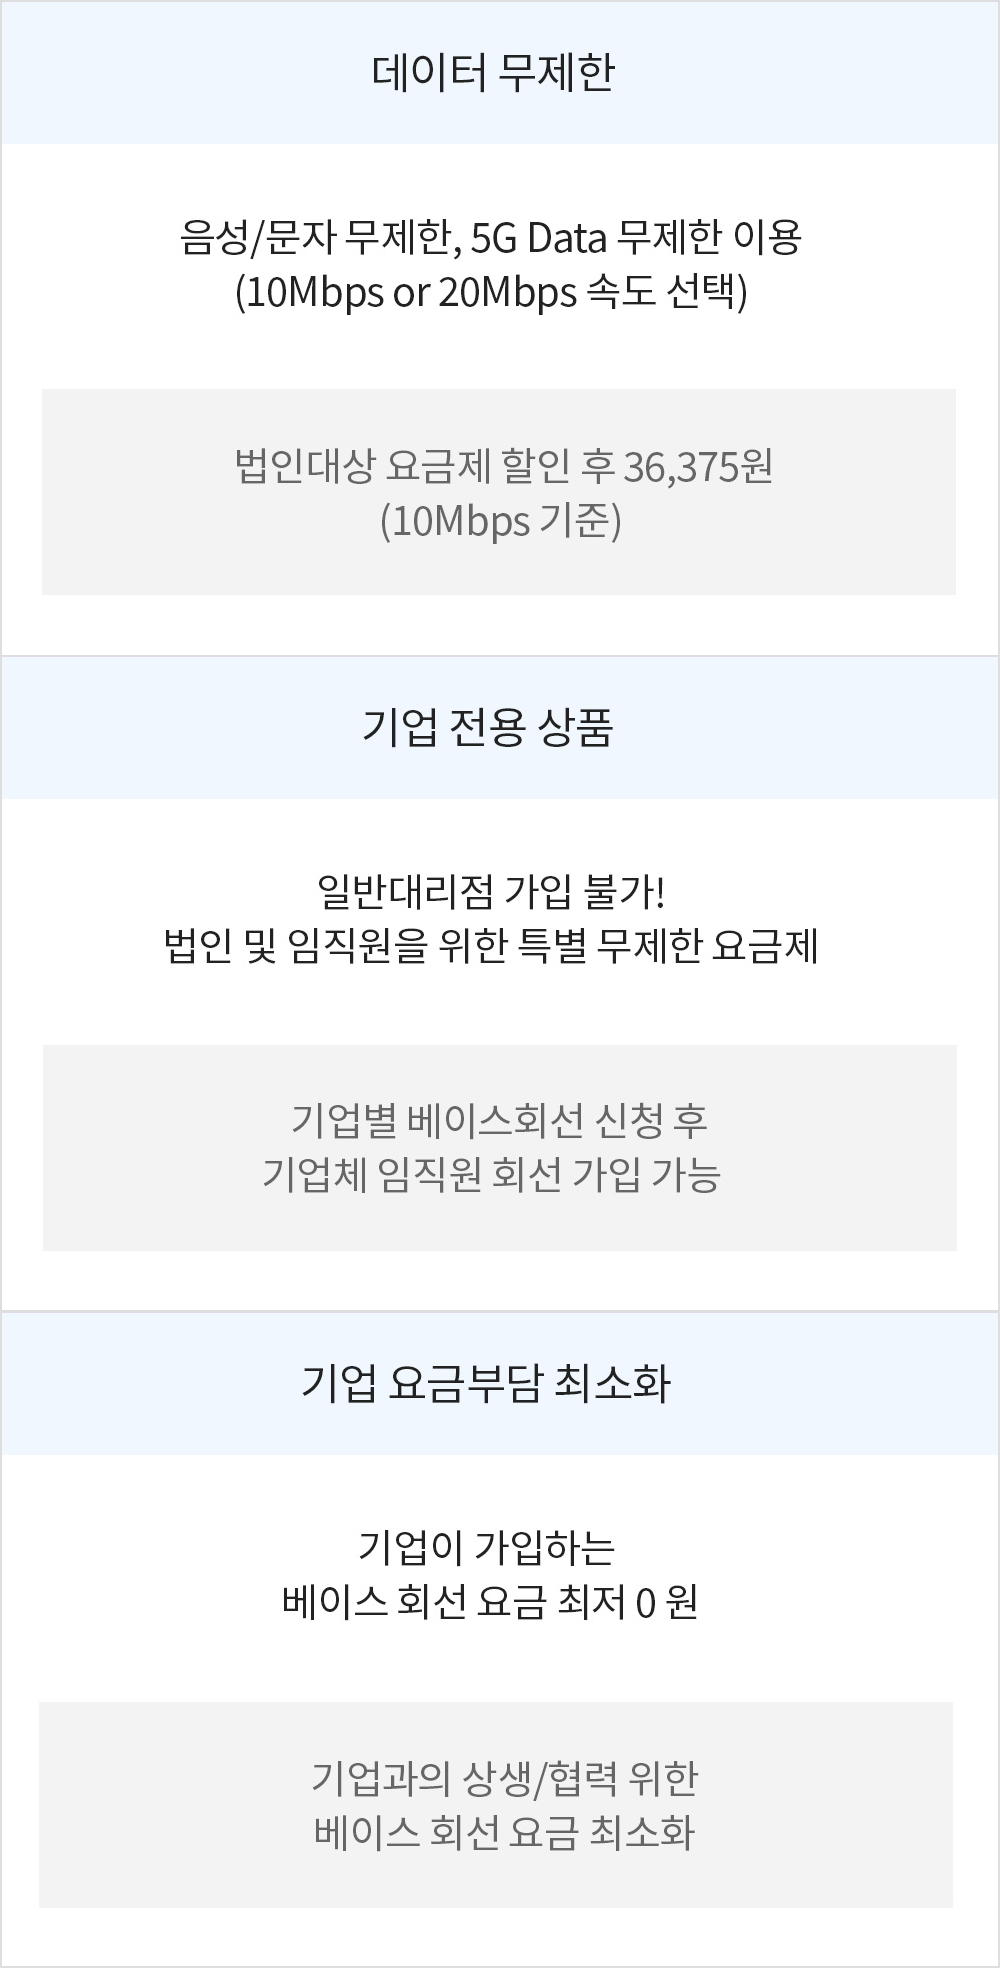 데이터 무제한
음성/문자 무제한, 5G Data 무제한 이용
(10Mbps or 20Mbps 속도 선택)
법인대상 요금제 할인 후 36,375원
(10Mbps 기준)
기업 전용 상품
일반대리점 가입 불가!
법인 및 임직원을 위한 특별 무제한 요금제
기업별 베이스회선 신청 후
기업체 임직원 회선 가입 가능
기업 요금부담 최소화
기업이 가입하는
베이스 회선 요금 최저 0 원
기업과의 상생/협력 위한
베이스 회선 요금 최소화